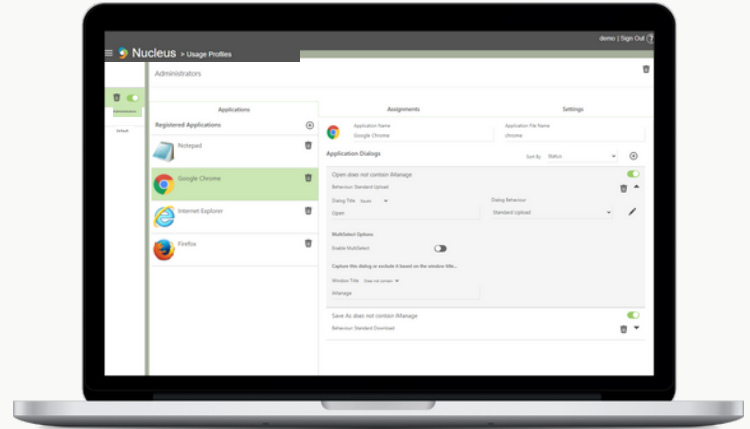 demo | Sign Out ?
Nucleus > Usage Profiles
Administrators
Administrators
Default
Applications
Assignments
Settings
Registered Applications
Notepad
Google Chrome
Internet Explorer
Firefox
Application Name
Google Chrome
Application File Name
chrome
Application Dialogs
Sort By Status
Open does not contain iManage
Behaviour: Standard Upload
Dialog Title Equals
Open
Dialog Behaviour
Standard Upload
MultiSelect Options
Enable MultiSelect
Capture this dialog or exclude it based on the window title...
Window Title Does not contain
iManage
Save As does not contain iManage
Behaviour: Standard Download